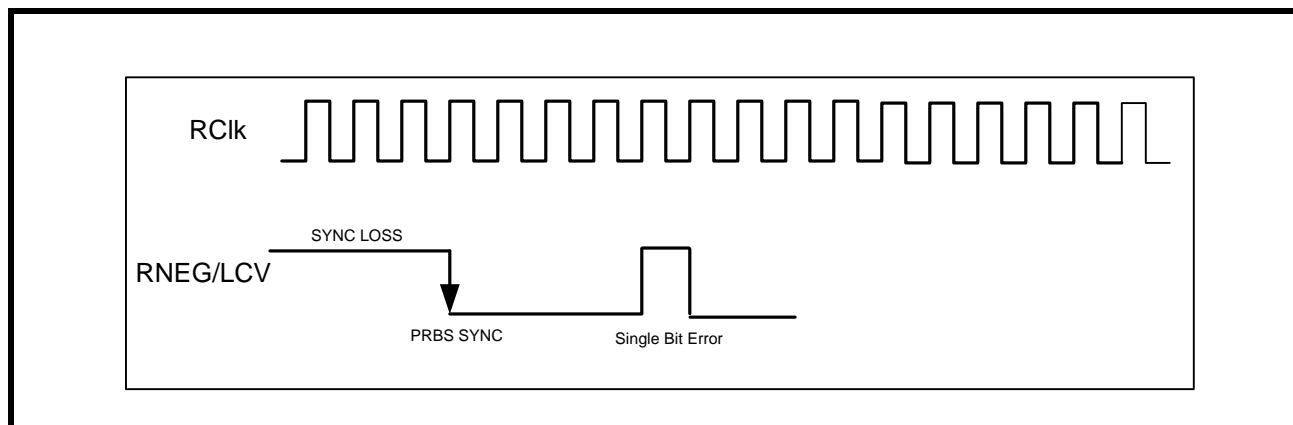 RClk
SYNC LOSS
RNEG/LCV
PRBS SYNC
Single Bit Error